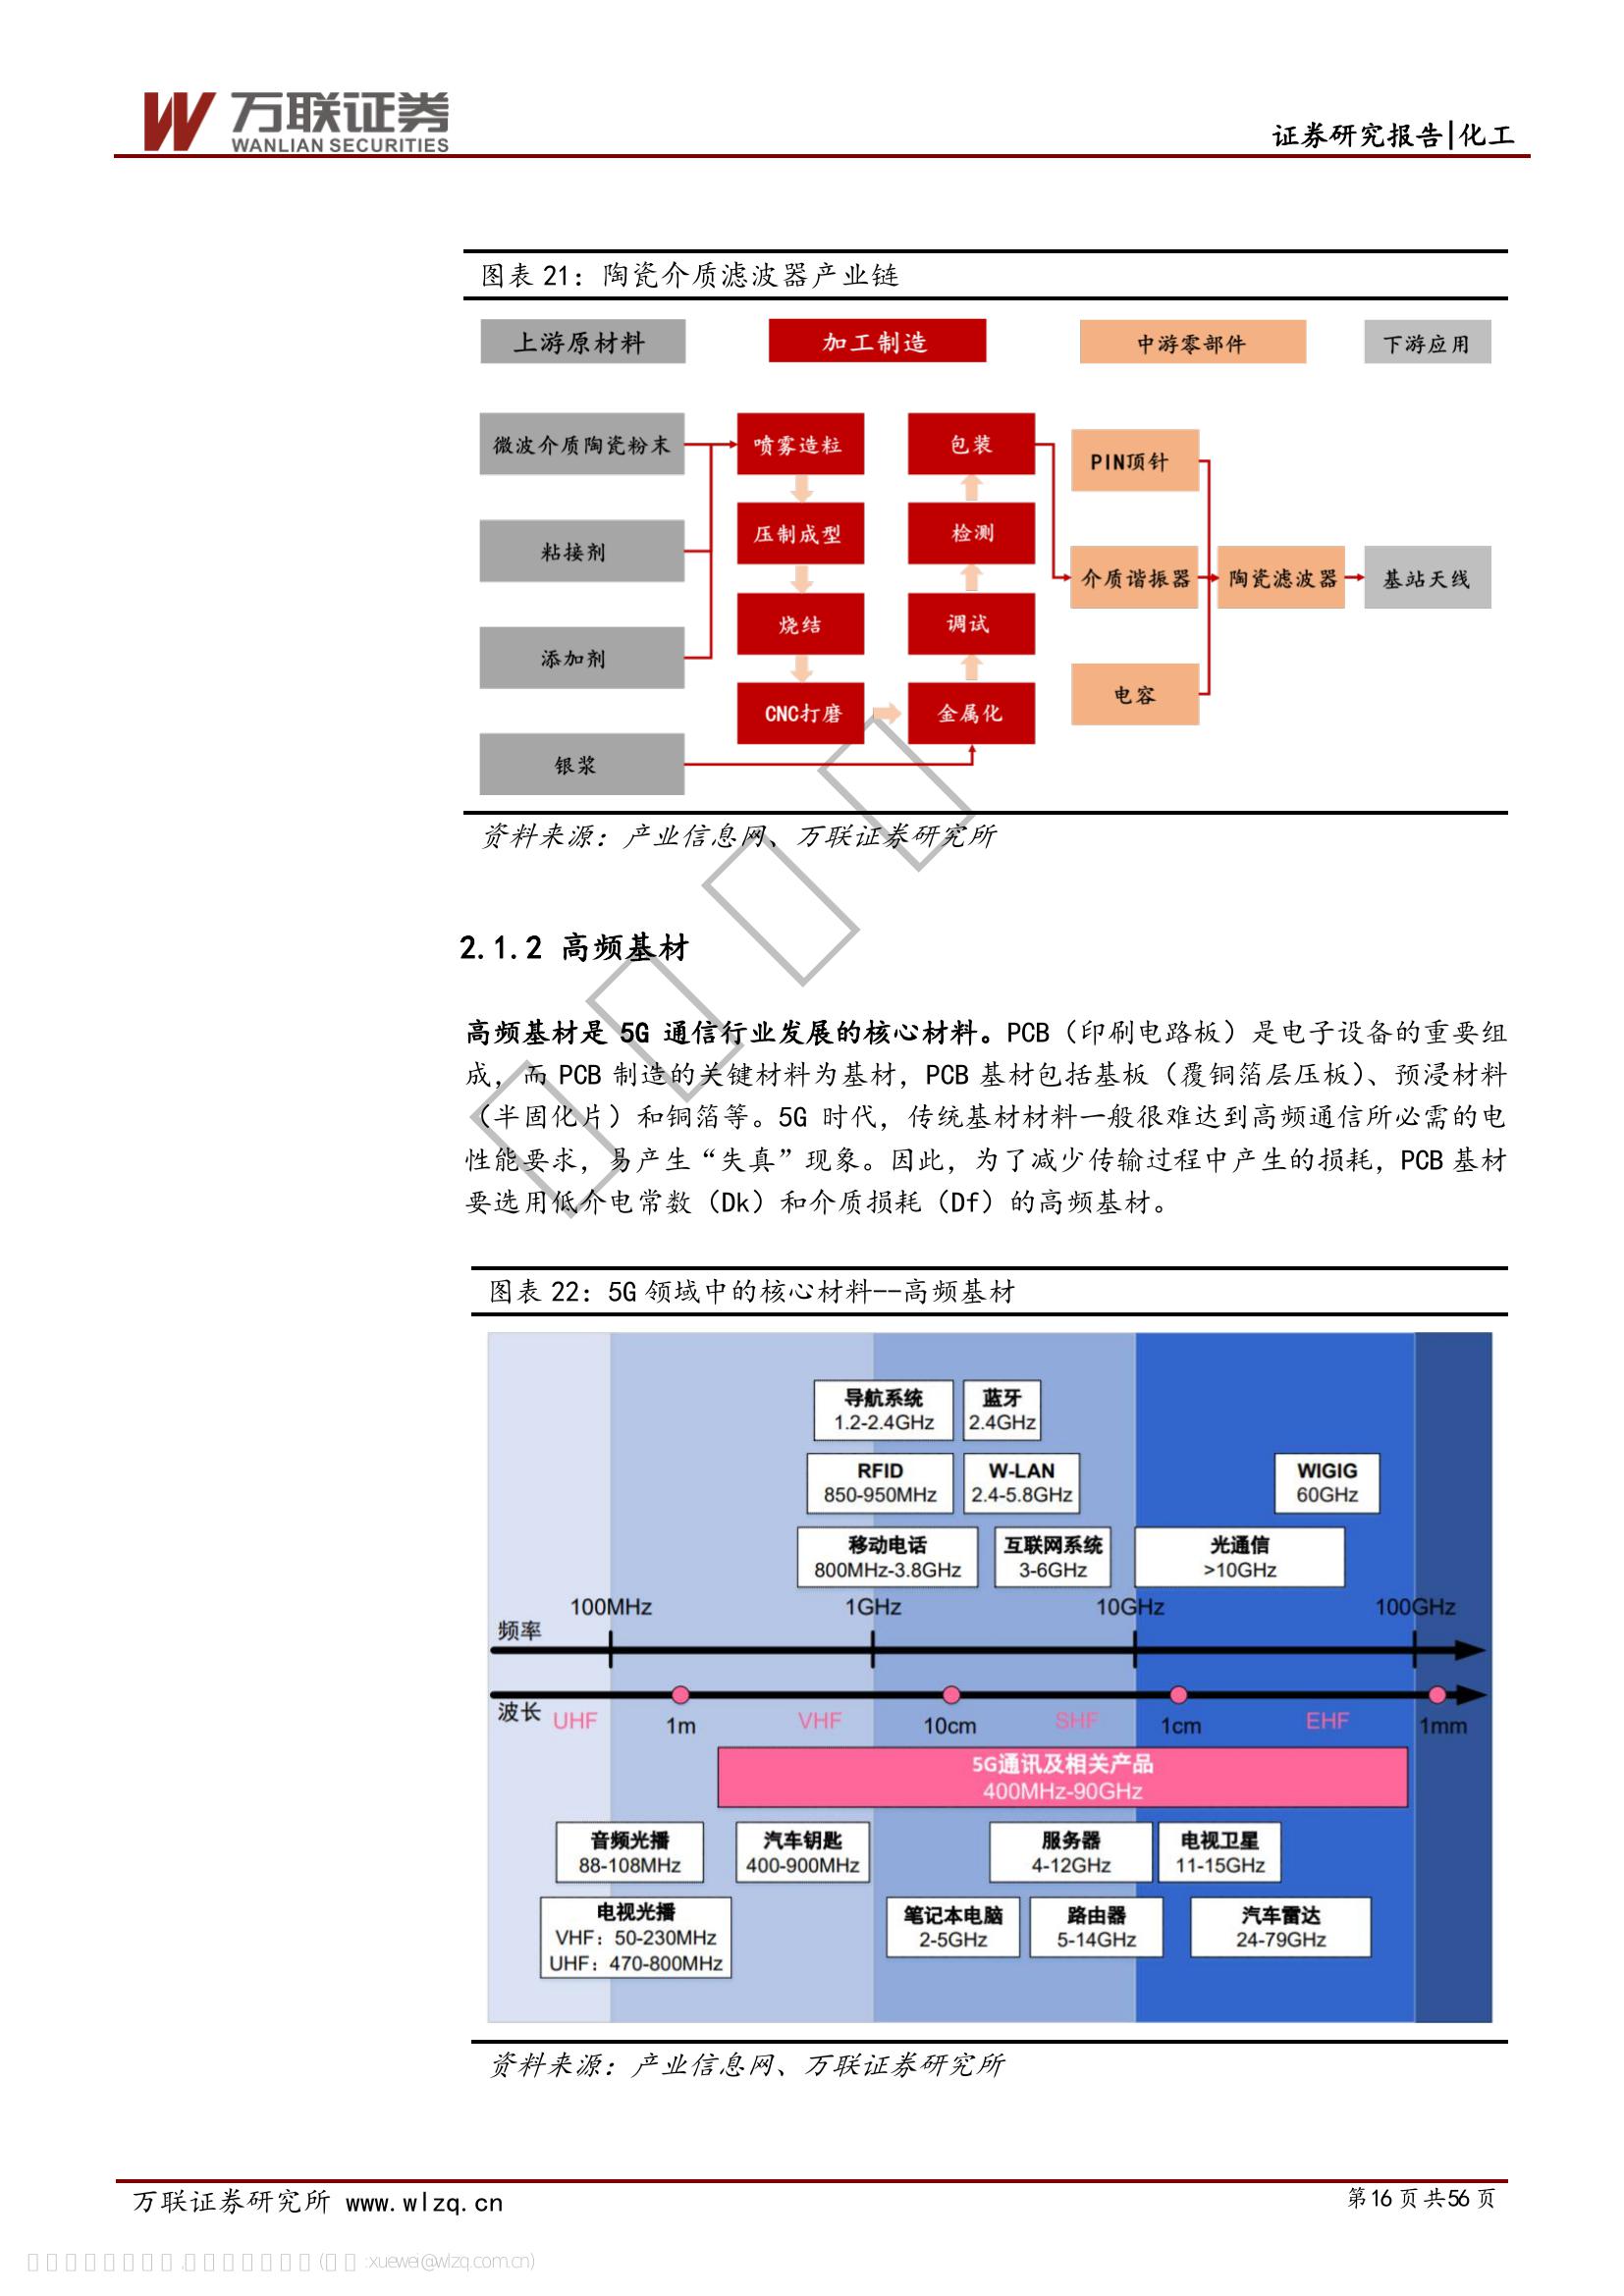 万联证券
WANLIAN SECURITIES
证券研究报告|化工
图表 21：陶瓷介质滤波器产业链
上游原材料
加工制造
中游零部件
下游应用
微波介质陶瓷粉末
粘接剂
添加剂
银浆
喷雾造粒
压制成型
烧结
CNC打磨
包装
检测
调试
金属化
PIN顶针
介质谐振器
电容
陶瓷滤波器
基站天线
资料来源：产业信息网、万联证券研究所
2.1.2 高频基材
高频基材是 5G 通信行业发展的核心材料。PCB（印刷电路板）是电子设备的重要组
成，而 PCB 制造的关键材料为基材，PCB 基材包括基板（覆铜箔层压板）、预浸材料
（半固化片）和铜箔等。5G 时代，传统基材材料一般很难达到高频通信所必需的电
性能要求，易产生“失真”现象。因此，为了减少传输过程中产生的损耗，PCB 基材
要选用低介电常数（Dk）和介质损耗（Df）的高频基材。
图表 22：5G 领域中的核心材料--高频基材
导航系统
1.2-2.4GHz
蓝牙
2.4GHz
RFID
850-950MHz
W-LAN
2.4-5.8GHz
WIGIG
60GHz
移动电话
800MHz-3.8GHz
互联网系统
3-6GHz
光通信
>10GHz
100MHz
1GHz
10GHz
100GHz
频率
波长
UHF
1m
VHF
10cm
SHF
1cm
EHF
1mm
5G通讯及相关产品
400MHz-90GHz
音频光播
88-108MHz
汽车钥匙
400-900MHz
服务器
4-12GHz
电视卫星
11-15GHz
电视光播
VHF：50-230MHz
UHF：470-800MHz
笔记本电脑
2-5GHz
路由器
5-14GHz
汽车雷达
24-79GHz
资料来源：产业信息网、万联证券研究所
万联证券研究所 www.wlzq.cn
第16页共56页
:xuewei@wlzq.com.cn)